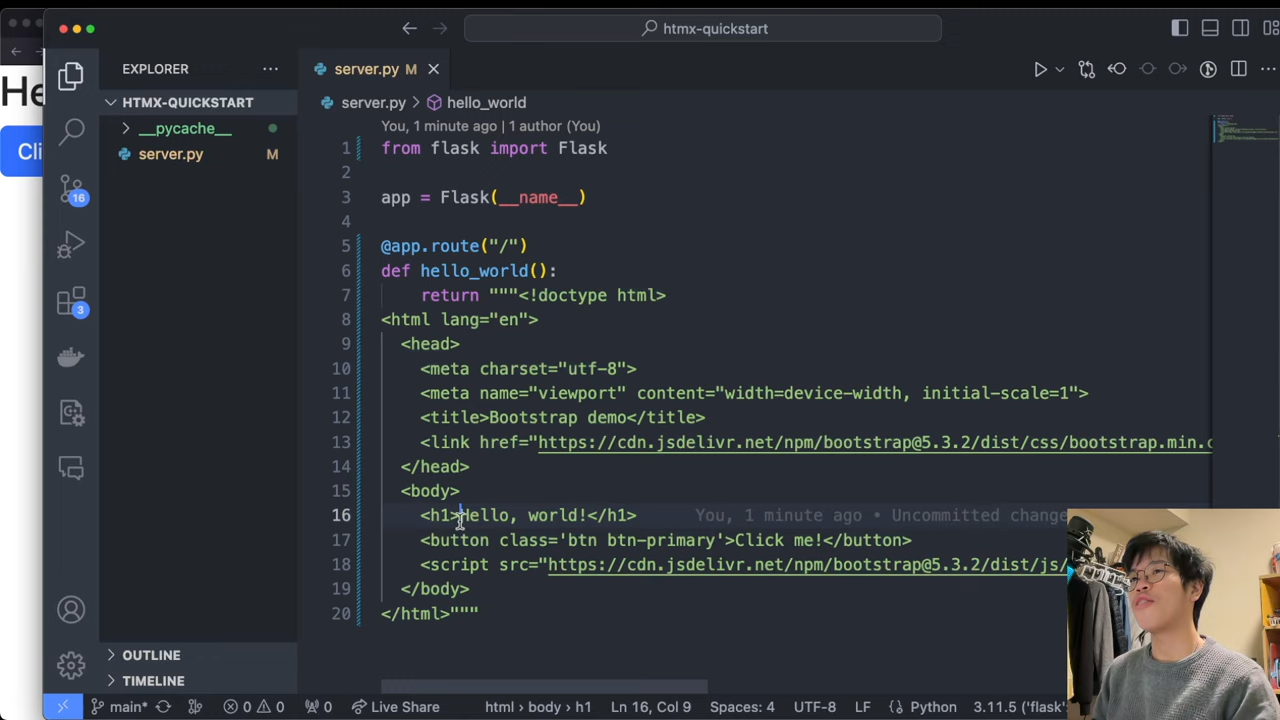 htmx-quickstart
He
Cli
EXPLORER
HTMX-QUICKSTART
__pycache__
server.py M
16
3
OUTLINE
TIMELINE
server.py M
server.py > hello_world
You, 1 minute ago | 1 author (You)
1 from flask import Flask
2
3 app = Flask(__name__)
4
5 @app.route("/")
6 def hello_world():
7 return """<!doctype html>
8 <html lang="en">
9 <head>
10 <meta charset="utf-8">
11 <meta name="viewport" content="width=device-width, initial-scale=1">
12 <title>Bootstrap demo</title>
13 <link href="https://cdn.jsdelivr.net/npm/bootstrap@5.3.2/dist/css/bootstrap.min.c
14 </head>
15 <body>
16 <h1>Hello, world!</h1> You, 1 minute ago • Uncommitted change
17 <button class='btn btn-primary'>Click me!</button>
18 <script src="https://cdn.jsdelivr.net/npm/bootstrap@5.3.2/dist/js/
19 </body>
20 </html>"""
main* 0 0 0 Live Share html > body > h1 Ln 16, Col 9 Spaces: 4 UTF-8 LF Python 3.11.5 ('flask'